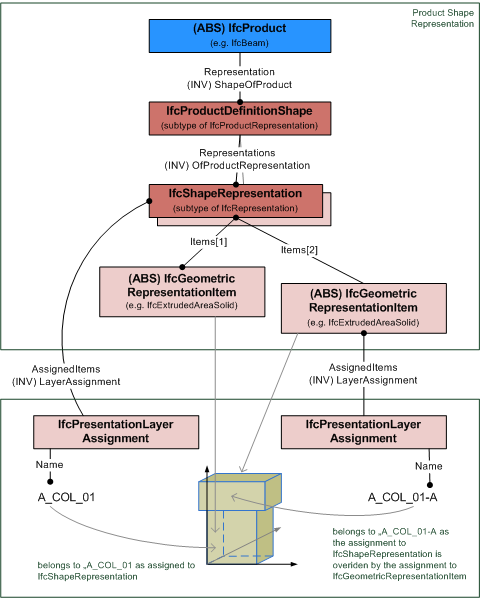 Product Shape
Representation
(ABS) IfcProduct
(e.g. IfcBeam)
Representation
(INV) ShapeOfProduct
IfcProductDefinitionShape
(subtype of IfcProductRepresentation)
Representations
(INV) OfProductRepresentation
IfcShapeRepresentation
(subtype of IfcRepresentation)
Items[1]
Items[2]
(ABS) IfcGeometric
RepresentationItem
(e.g. IfcExtrudedAreaSolid)
(ABS) IfcGeometric
RepresentationItem
(e.g. IfcExtrudedAreaSolid)
AssignedItems
(INV) LayerAssignment
AssignedItems
(INV) LayerAssignment
IfcPresentationLayer
Assignment
IfcPresentationLayer
Assignment
Name
Name
A_COL_01
A_COL_01-A
belongs to „A_COL_01 as assigned to
IfcShapeRepresentation
belongs to „A_COL_01-A as
the assignment to
IfcShapeRepresentation is
overiden by the assignment to
IfcGeometricRepresentationItem